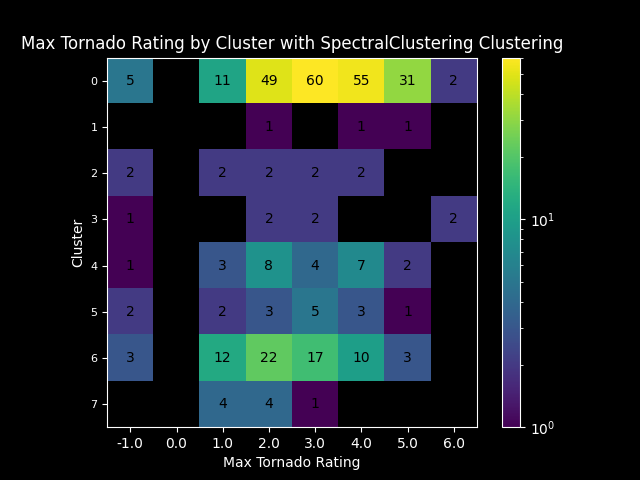 Max Tornado Rating by Cluster with SpectralClustering Clustering
0 5 11 49 60 55 31 2
1 1 1 1
2 2 2 2 2 2
3 1 2 2 2
4 1 3 8 4 7 2
5 2 2 3 5 3 1
6 3 12 22 17 10 3
7 4 4 1
-1.0 0.0 1.0 2.0 3.0 4.0 5.0 6.0
Max Tornado Rating
Cluster
10¹
10⁰